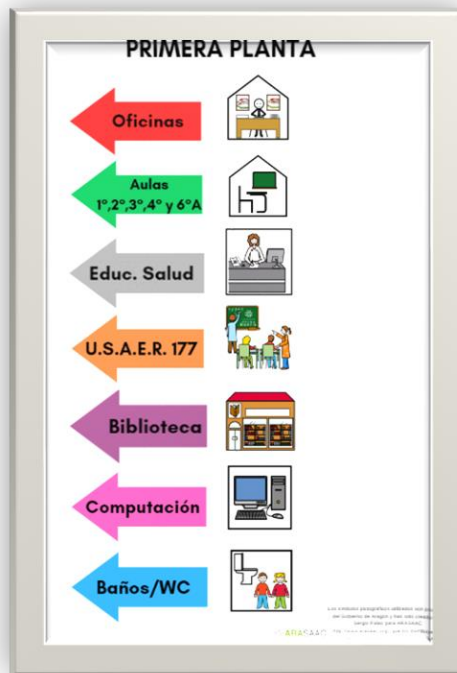 PRIMERA PLANTA
Oficinas
Aulas
1º,2º,3º,4º y 6ºA
Educ. Salud
U.S.A.E.R. 177
Biblioteca
Computación
Baños/WC
ARASAAC